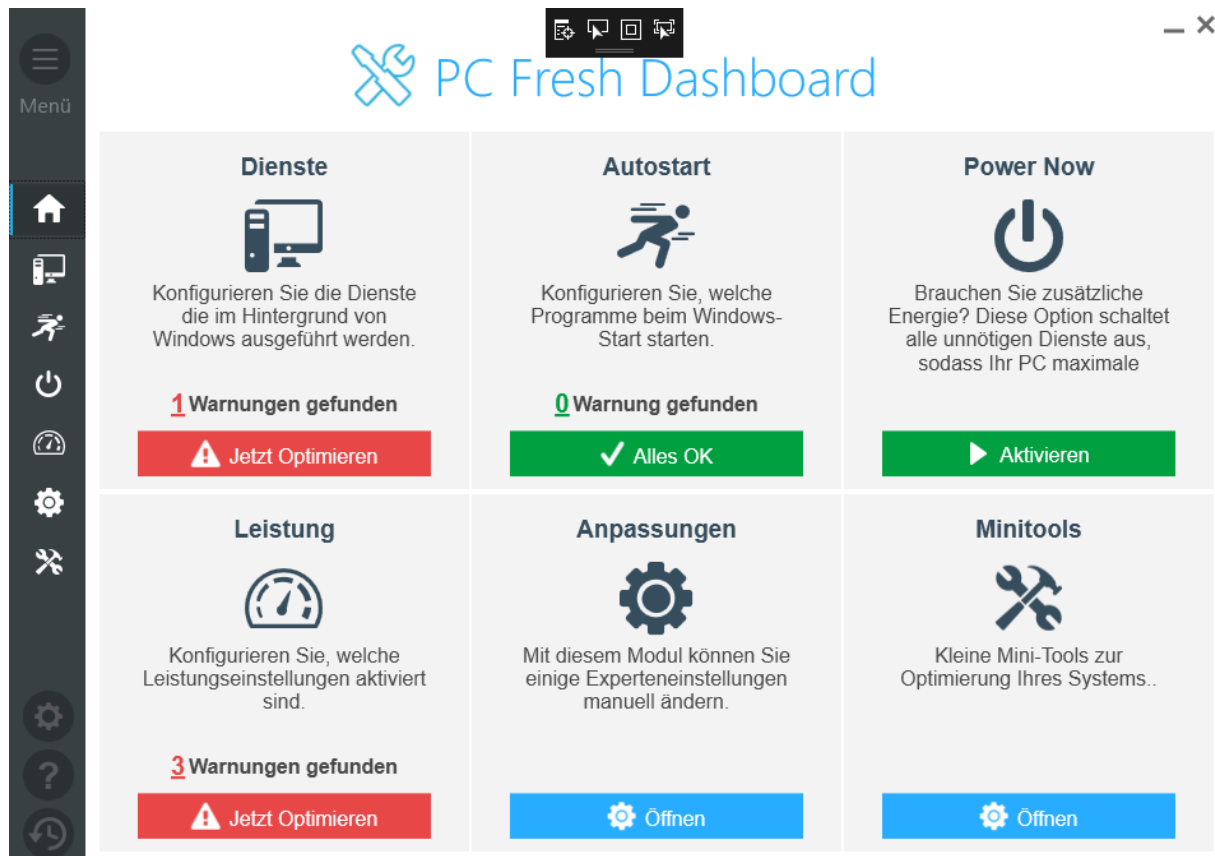 PC Fresh Dashboard
Menü
Dienste
Konfigurieren Sie die Dienste
die im Hintergrund von
Windows ausgeführt werden.
1 Warnungen gefunden
Jetzt Optimieren
Autostart
Konfigurieren Sie, welche
Programme beim Windows-
Start starten.
0 Warnung gefunden
Alles OK
Power Now
Brauchen Sie zusätzliche
Energie? Diese Option schaltet
alle unnötigen Dienste aus,
sodass Ihr PC maximale
Aktivieren
Leistung
Konfigurieren Sie, welche
Leistungseinstellungen aktiviert
sind.
3 Warnungen gefunden
Jetzt Optimieren
Anpassungen
Mit diesem Modul können Sie
einige Experteneinstellungen
manuell ändern.
Öffnen
Minitools
Kleine Mini-Tools zur
Optimierung Ihres Systems..
Öffnen